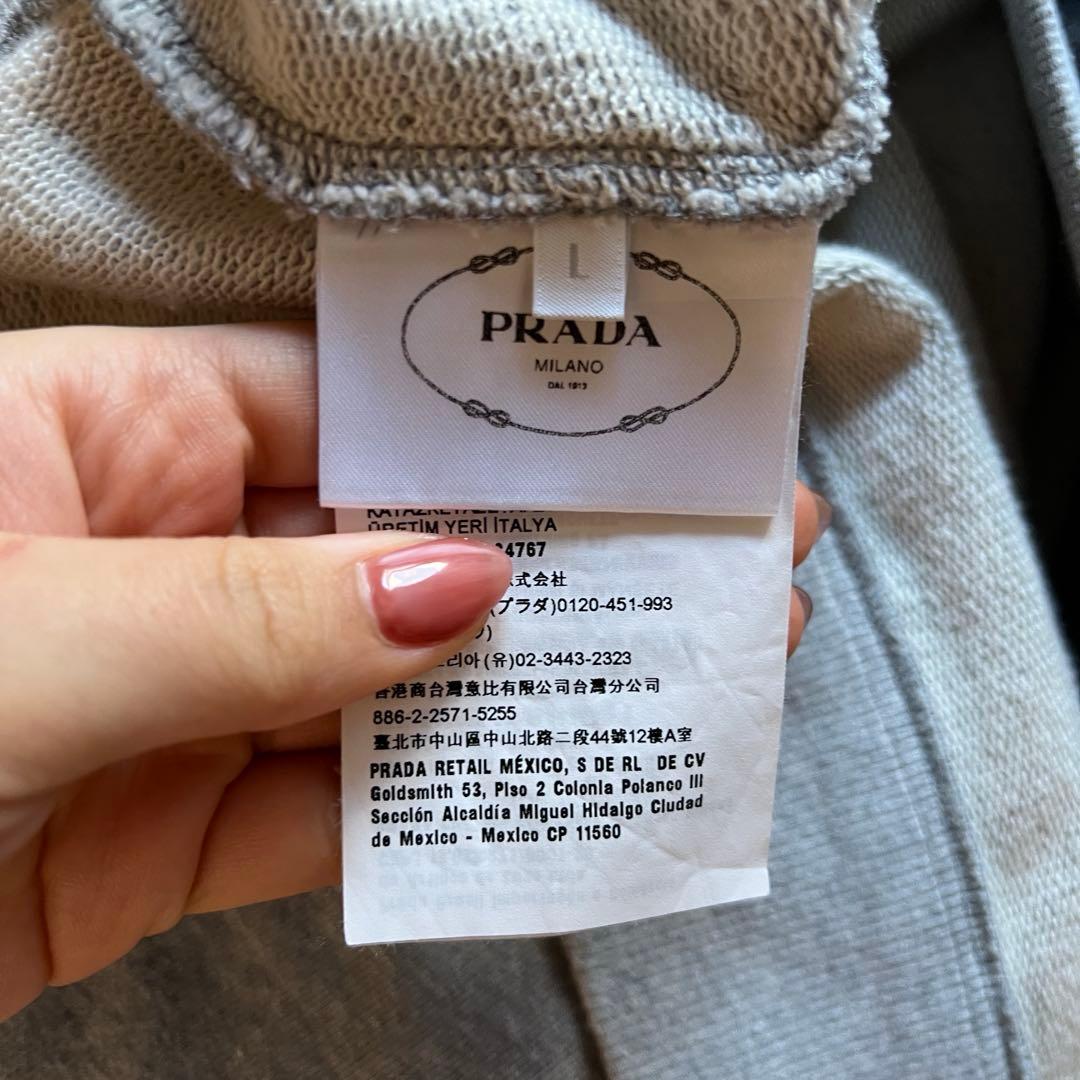 L
PRADA
MILANO
DAL 1913
ÜRETİM YERİ İTALYA
4767
式会社
(プラダ)0120-451-993
리아 (유)02-3443-2323
香港商台灣意比有限公司台灣分公司
886-2-2571-5255
臺北市中山區中山北路二段44號12樓A室
PRADA RETAIL MÉXICO, S DE RL DE CV
Goldsmith 53, Piso 2 Colonia Polanco III
Sección Alcaldía Miguel Hidalgo Ciudad
de Mexico - Mexico CP 11560